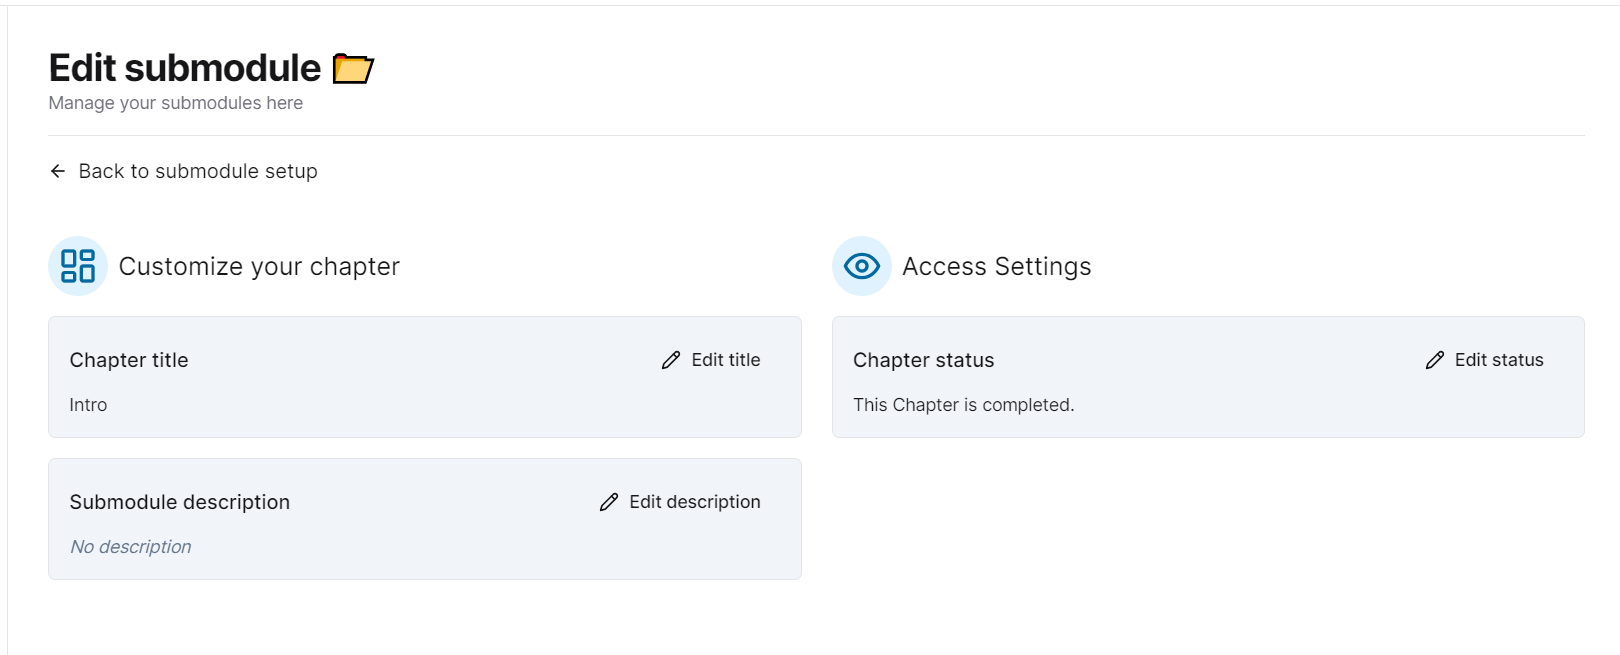 Edit submodule
Manage your submodules here
Back to submodule setup
Customize your chapter
Chapter title
Edit title
Intro
Submodule description
Edit description
No description
Access Settings
Chapter status
Edit status
This Chapter is completed.